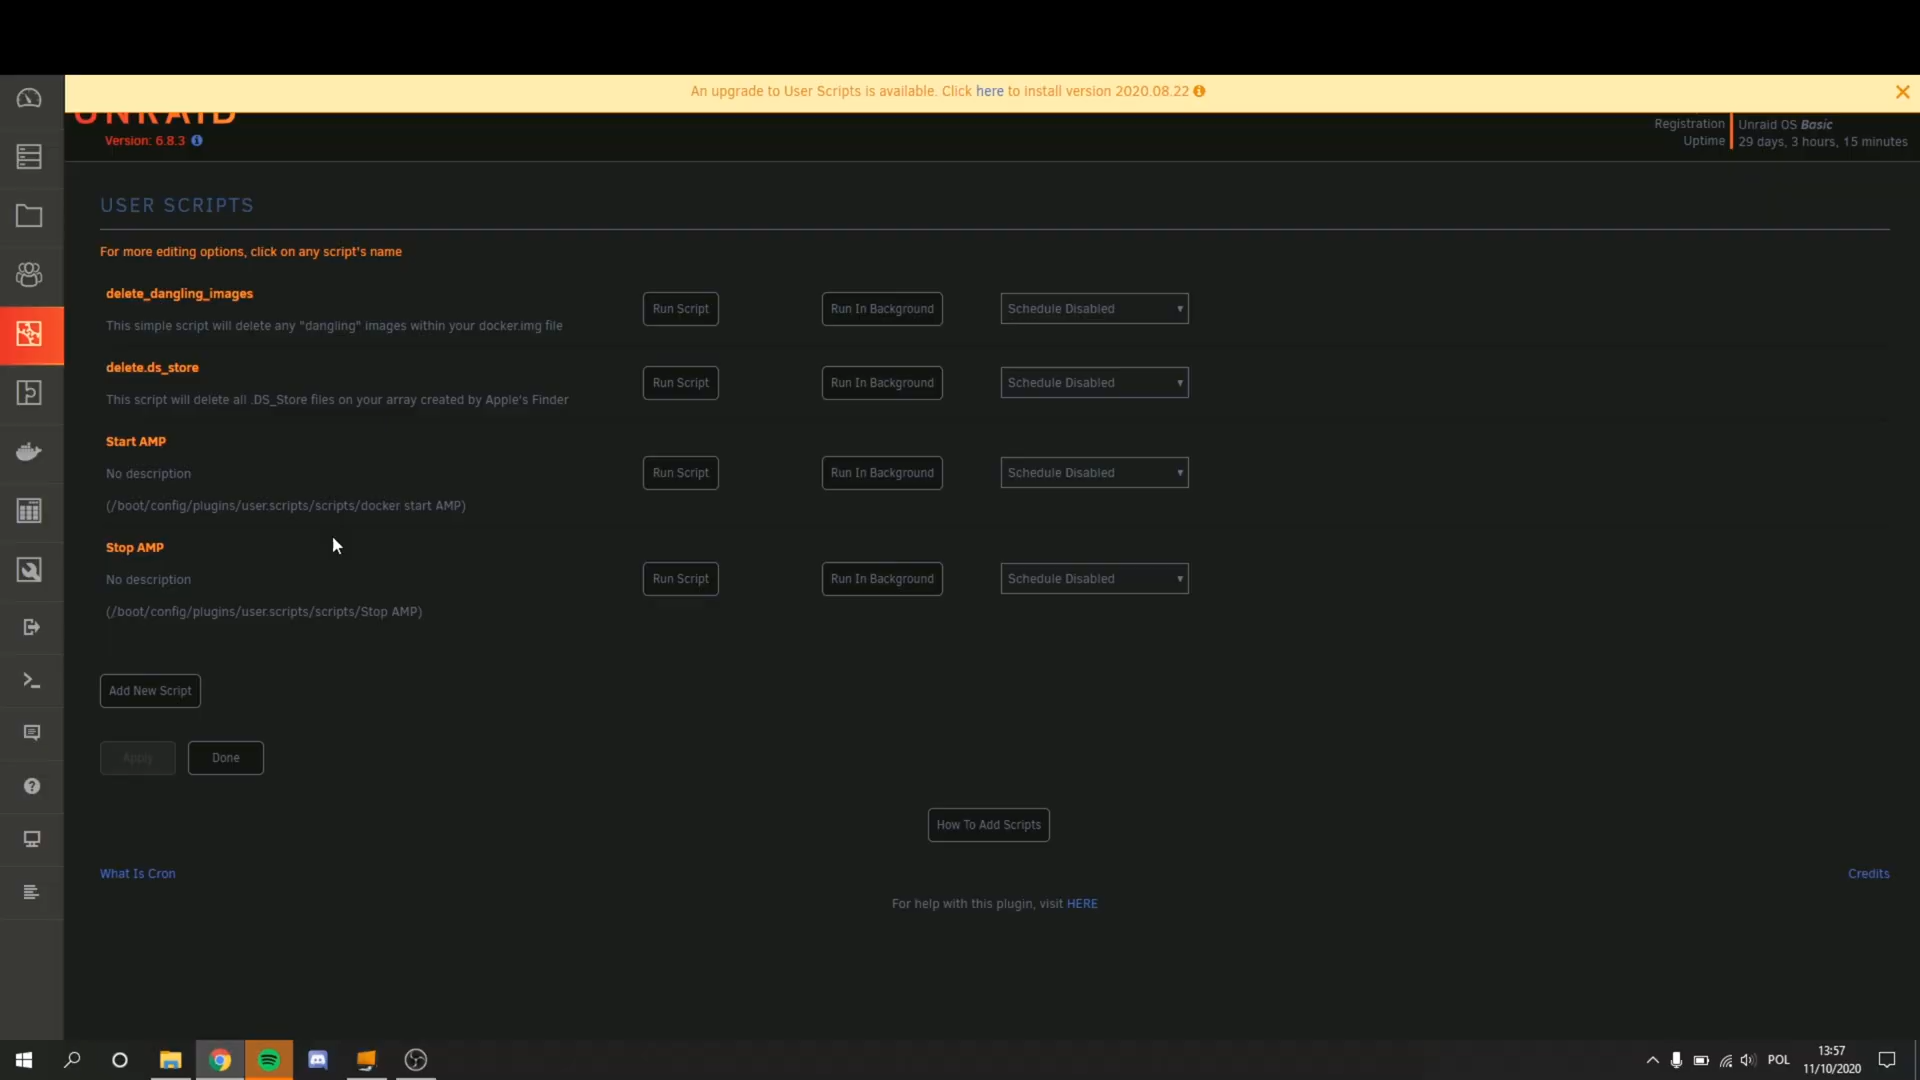 An upgrade to User Scripts is available. Click here to install version 2020.08.22
UNRAID
Version: 6.8.3
Registration Unraid OS Basic
Uptime 29 days, 3 hours, 15 minutes
USER SCRIPTS
For more editing options, click on any script's name
delete_dangling_images
This simple script will delete any "dangling" images within your docker.img file
Run Script Run In Background Schedule Disabled
delete.ds_store
This script will delete all .DS_Store files on your array created by Apple's Finder
Run Script Run In Background Schedule Disabled
Start AMP
No description
(/boot/config/plugins/user.scripts/scripts/docker start AMP)
Run Script Run In Background Schedule Disabled
Stop AMP
No description
(/boot/config/plugins/user.scripts/scripts/Stop AMP)
Run Script Run In Background Schedule Disabled
Add New Script
Apply Done
How To Add Scripts
What Is Cron Credits
For help with this plugin, visit HERE
POL
13:57
11/10/2020